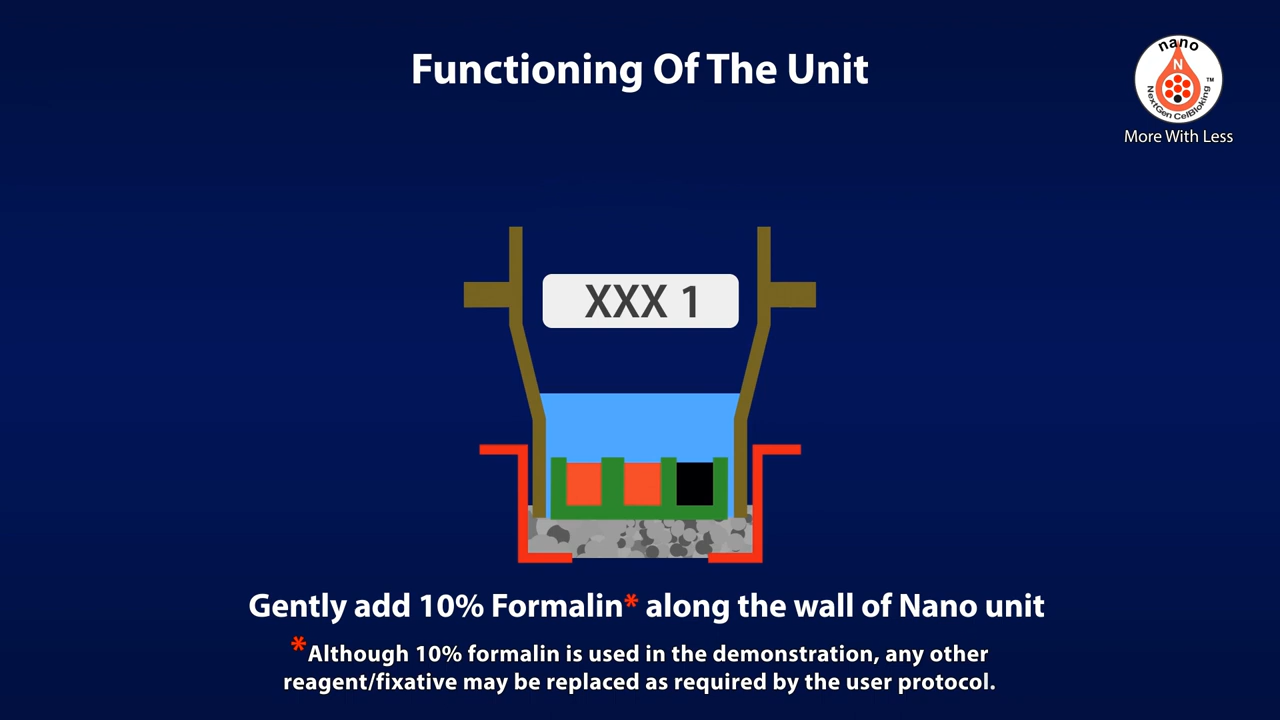 Functioning Of The Unit
nano
N
NextGen CelBloking
TM
More With Less
XXX 1
Gently add 10% Formalin* along the wall of Nano unit
*Although 10% formalin is used in the demonstration, any other
reagent/fixative may be replaced as required by the user protocol.